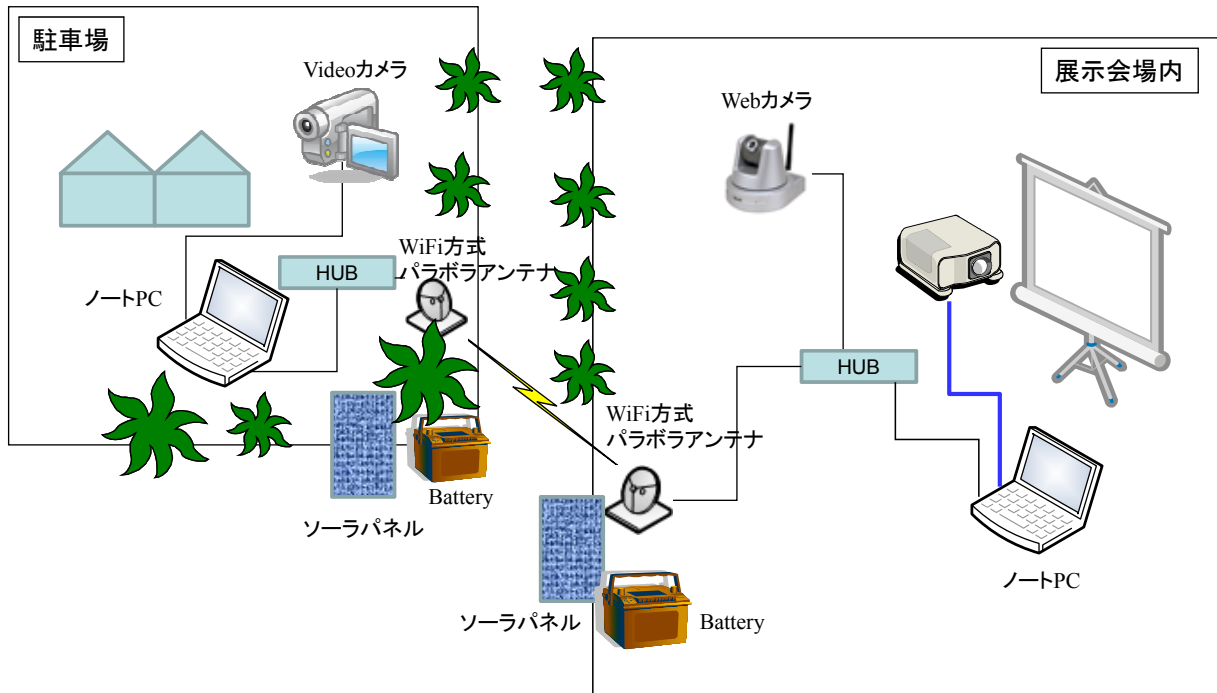 駐車場
Videoカメラ
WiFi方式
パラボラアンテナ
HUB
ノートPC
ソーラパネル
Battery
展示会場内
Webカメラ
HUB
WiFi方式
パラボラアンテナ
ノートPC
ソーラパネル
Battery